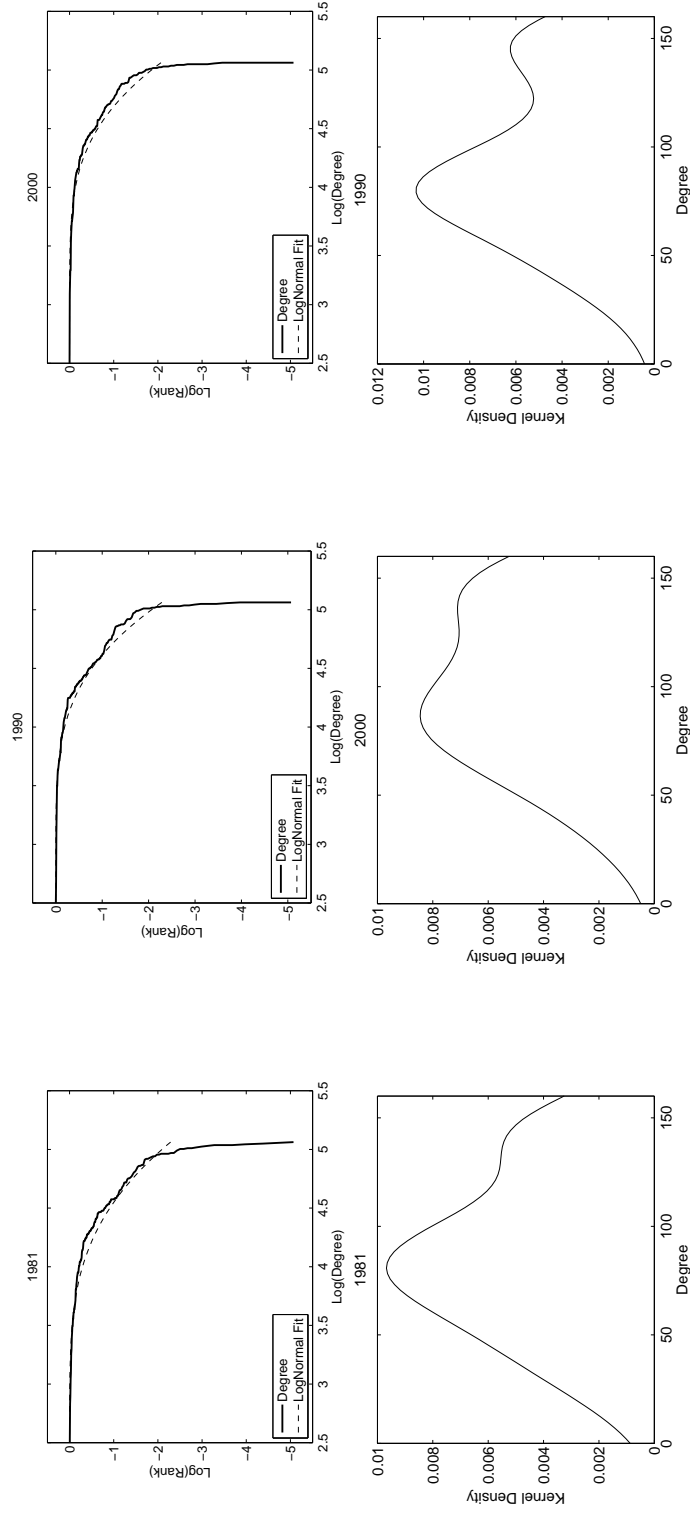 1981
0
−1
−2
−3
−4
−5
Log(Rank)
Degree
LogNormal Fit
2.5 3 3.5 4 4.5 5 5.5
Log(Degree)
1990
0
−1
−2
−3
−4
−5
Log(Rank)
Degree
LogNormal Fit
2.5 3 3.5 4 4.5 5 5.5
Log(Degree)
2000
0
−1
−2
−3
−4
−5
Log(Rank)
Degree
LogNormal Fit
2.5 3 3.5 4 4.5 5 5.5
Log(Degree)
1981
0.01
0.008
0.006
0.004
0.002
0
Kernel Density
0 50 100 150
Degree
2000
0.01
0.008
0.006
0.004
0.002
0
Kernel Density
0 50 100 150
Degree
1990
0.012
0.01
0.008
0.006
0.004
0.002
0
Kernel Density
0 50 100 150
Degree